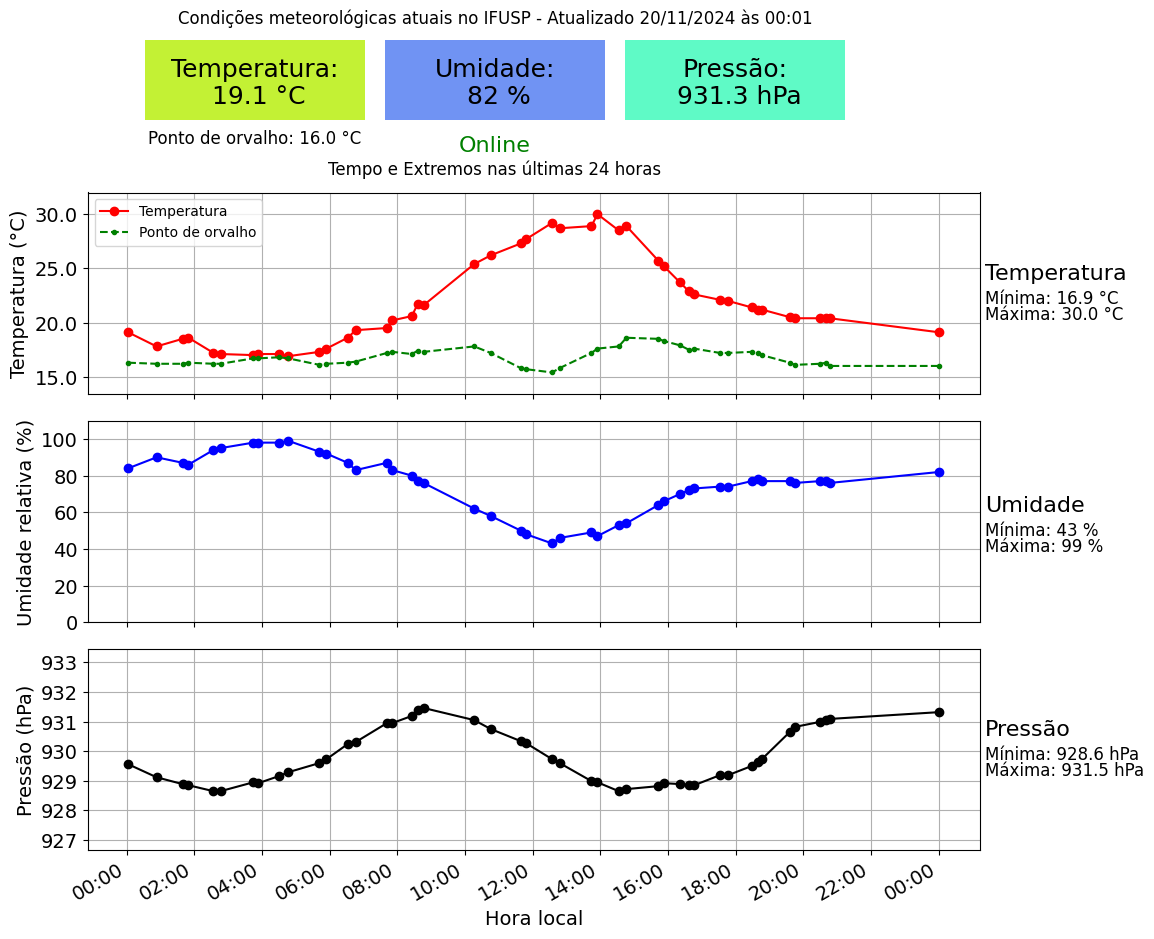 Condições meteorológicas atuais no IFUSP - Atualizado 20/11/2024 às 00:01
Temperatura:
19.1 °C
Umidade:
82 %
Pressão:
931.3 hPa
Ponto de orvalho: 16.0 °C
Online
Tempo e Extremos nas últimas 24 horas
Temperatura
Ponto de orvalho
Temperatura (°C)
30.0
25.0
20.0
15.0
Temperatura
Mínima: 16.9 °C
Máxima: 30.0 °C
Umidade relativa (%)
100
80
60
40
20
0
Umidade
Mínima: 43 %
Máxima: 99 %
Pressão (hPa)
933
932
931
930
929
928
927
Pressão
Mínima: 928.6 hPa
Máxima: 931.5 hPa
00:00
02:00
04:00
06:00
08:00
10:00
12:00
14:00
16:00
18:00
20:00
22:00
00:00
Hora local